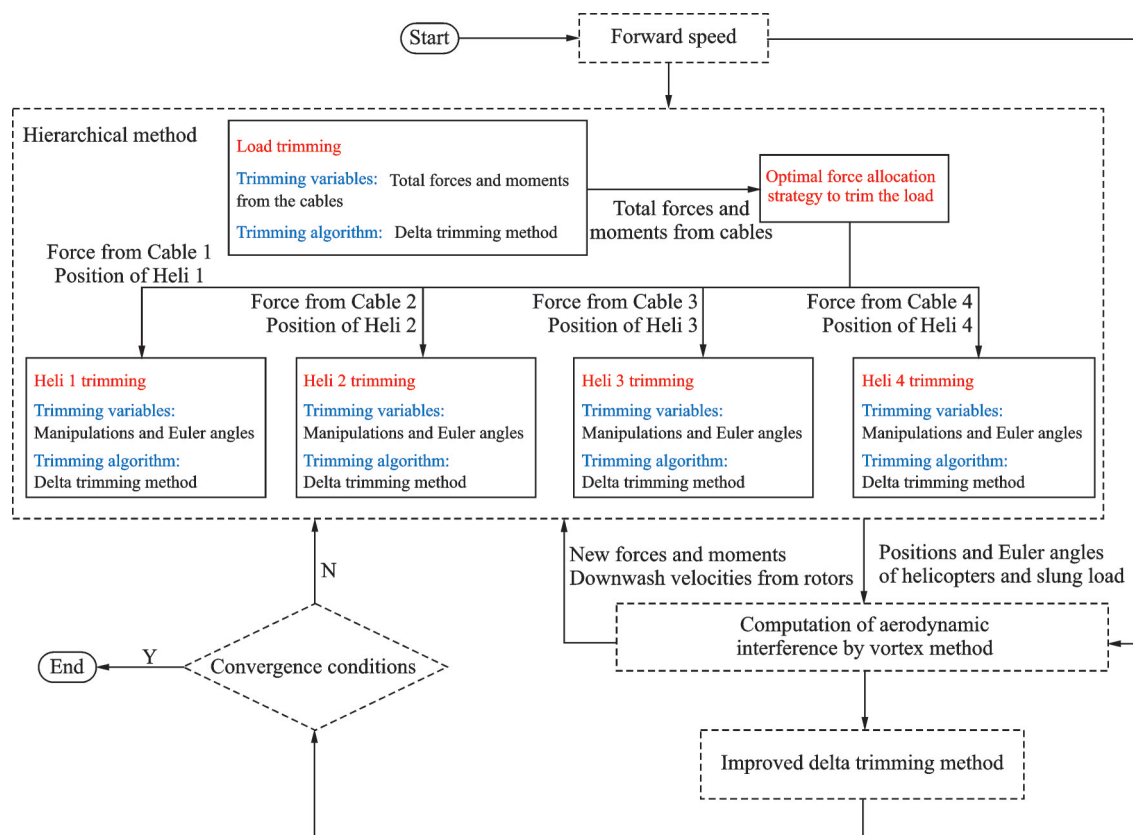 Start
Forward speed
Hierarchical method
Load trimming
Trimming variables: Total forces and moments
from the cables
Trimming algorithm: Delta trimming method
Optimal force allocation
strategy to trim the load
Total forces and
moments from cables
Force from Cable 1
Position of Heli 1
Force from Cable 2
Position of Heli 2
Force from Cable 3
Position of Heli 3
Force from Cable 4
Position of Heli 4
Heli 1 trimming
Trimming variables:
Manipulations and Euler angles
Trimming algorithm:
Delta trimming method
Heli 2 trimming
Trimming variables:
Manipulations and Euler angles
Trimming algorithm:
Delta trimming method
Heli 3 trimming
Trimming variables:
Manipulations and Euler angles
Trimming algorithm:
Delta trimming method
Heli 4 trimming
Trimming variables:
Manipulations and Euler angles
Trimming algorithm:
Delta trimming method
N
New forces and moments
Downwash velocities from rotors
Positions and Euler angles
of helicopters and slung load
Computation of aerodynamic
interference by vortex method
End
Y
Convergence conditions
Improved delta trimming method